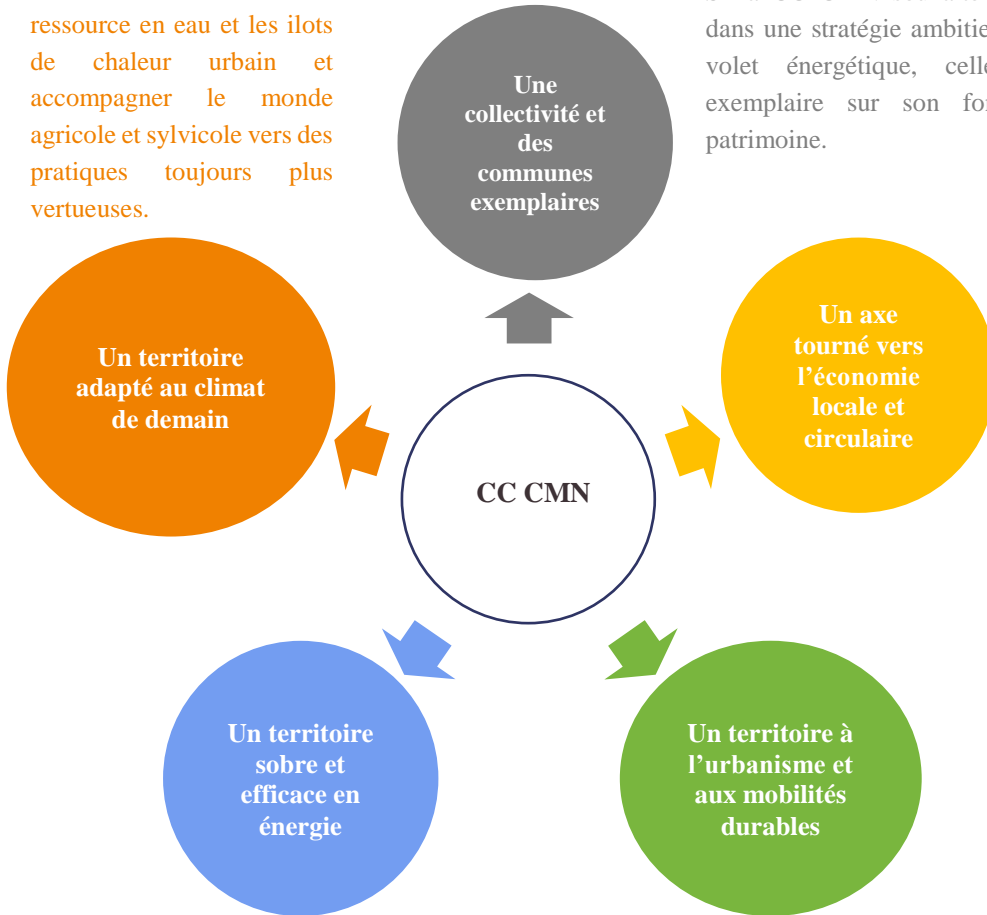 ressource en eau et les ilots
de chaleur urbain et
accompagner le monde
agricole et sylvicole vers des
pratiques toujours plus
vertueuses.
dans une stratégie
volet énergétique,
exemplaire sur son
patrimoine.
Une
collectivité et
des
communes
exemplaires
Un territoire
adapté au climat
de demain
Un axe
tourné vers
l'économie
locale et
circulaire
CC CMN
Un territoire
sobre et
efficace en
énergie
Un territoire à
l'urbanisme et
aux mobilités
durables